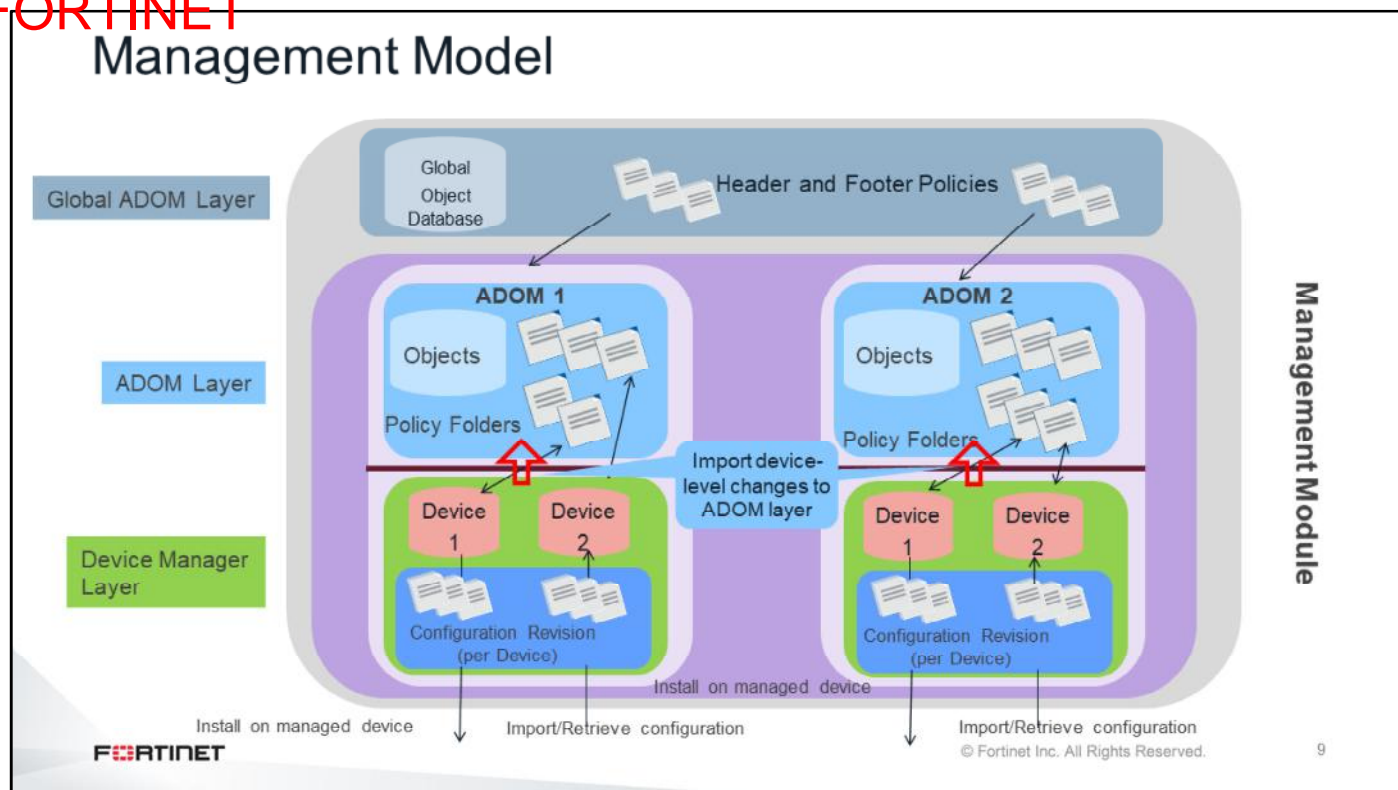 FORTINET
Management Model
Global ADOM Layer
Global
Object
Database
Header and Footer Policies
ADOM Layer
ADOM 1
Objects
Policy Folders
ADOM 2
Objects
Policy Folders
Import device-
level changes to
ADOM layer
Device Manager
Layer
Device
1
Device
2
Configuration Revision
(per Device)
Device
1
Device
2
Configuration Revision
(per Device)
Management Module
Install on managed device
Install on managed device
Import/Retrieve configuration
Import/Retrieve configuration
FORTINET
© Fortinet Inc. All Rights Reserved.
9